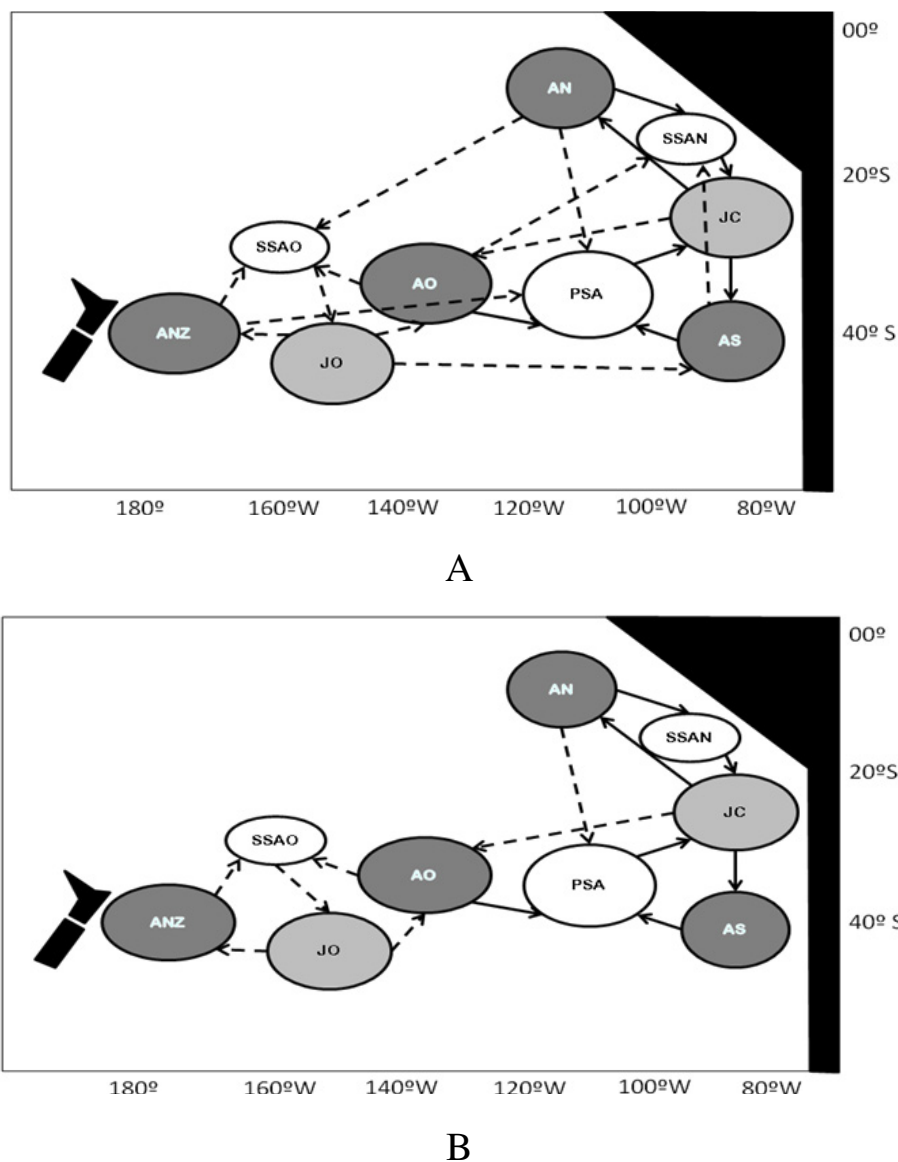 00º
AN
SSAN
20ºS
JC
SSAO
AO
PSA
ANZ
40º S
AS
JO
180º 160ºW 140ºW 120ºW 100ºW 80ºW
A
00º
AN
SSAN
20ºS
JC
SSAO
AO
PSA
ANZ
40º S
AS
JO
180º 160ºW 140ºW 120ºW 100ºW 80ºW
B